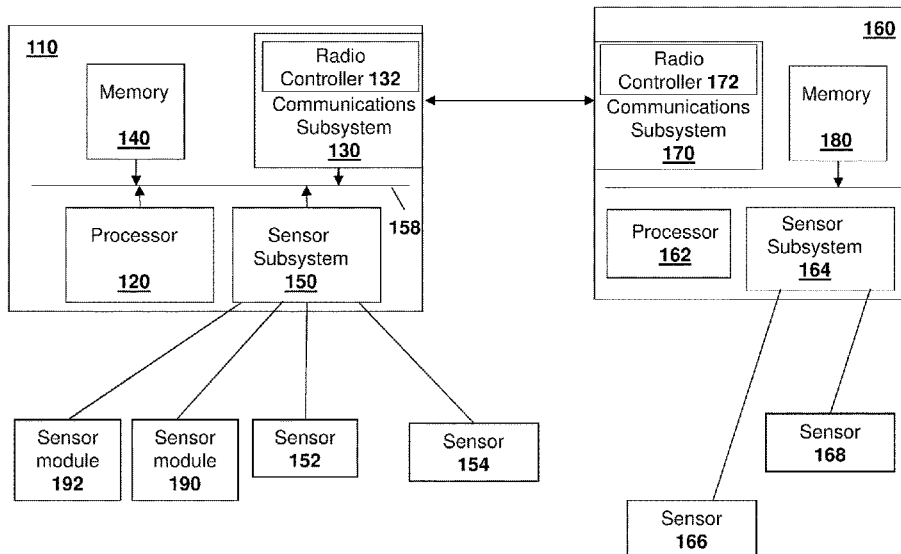 110
Radio
Controller 132
Communications
Subsystem
130
Memory
140
158
Processor
120
Sensor
Subsystem
150
Sensor
module
192
Sensor
module
190
Sensor
152
Sensor
154
160
Radio
Controller 172
Communications
Subsystem
170
Memory
180
Processor
162
Sensor
Subsystem
164
Sensor
168
Sensor
166